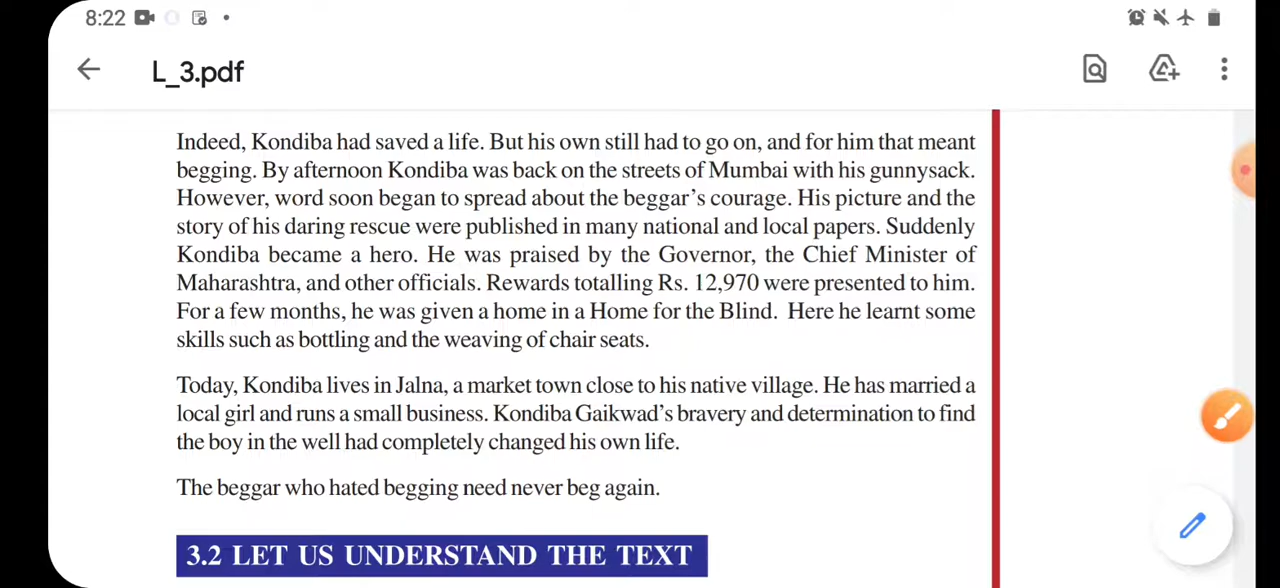 8:22
L_3.pdf
Indeed, Kondiba had saved a life. But his own still had to go on, and for him that meant
begging. By afternoon Kondiba was back on the streets of Mumbai with his gunnysack.
However, word soon began to spread about the beggar’s courage. His picture and the
story of his daring rescue were published in many national and local papers. Suddenly
Kondiba became a hero. He was praised by the Governor, the Chief Minister of
Maharashtra, and other officials. Rewards totalling Rs. 12,970 were presented to him.
For a few months, he was given a home in a Home for the Blind. Here he learnt some
skills such as bottling and the weaving of chair seats.
Today, Kondiba lives in Jalna, a market town close to his native village. He has married a
local girl and runs a small business. Kondiba Gaikwad’s bravery and determination to find
the boy in the well had completely changed his own life.
The beggar who hated begging need never beg again.
3.2 LET US UNDERSTAND THE TEXT